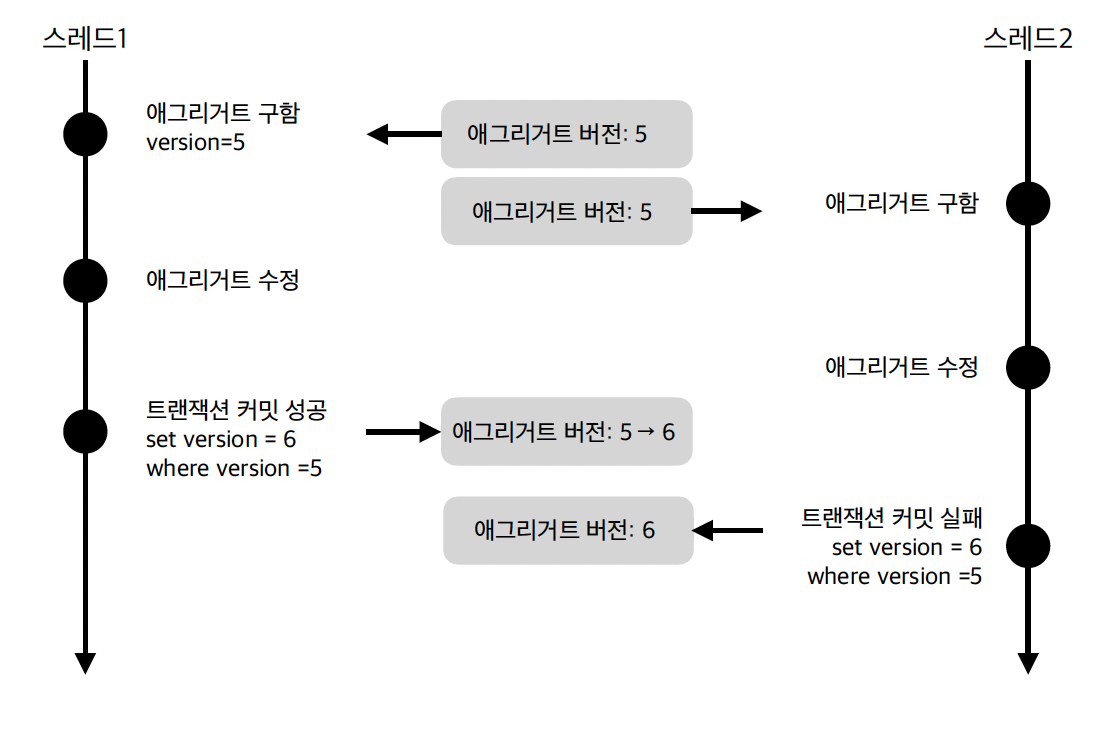 스레드1
스레드2
애그리거트 구함
version=5
애그리거트 버전: 5
애그리거트 버전: 5
애그리거트 구함
애그리거트 수정
애그리거트 수정
트랜잭션 커밋 성공
set version = 6
where version =5
애그리거트 버전: 5 → 6
애그리거트 버전: 6
트랜잭션 커밋 실패
set version = 6
where version =5